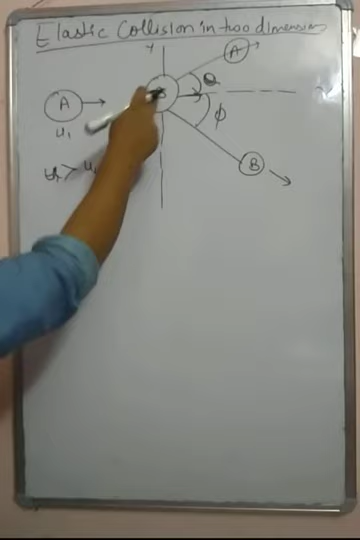 Elastic Collision in two dimension
y
A
θ
A
B
φ
u₁
B